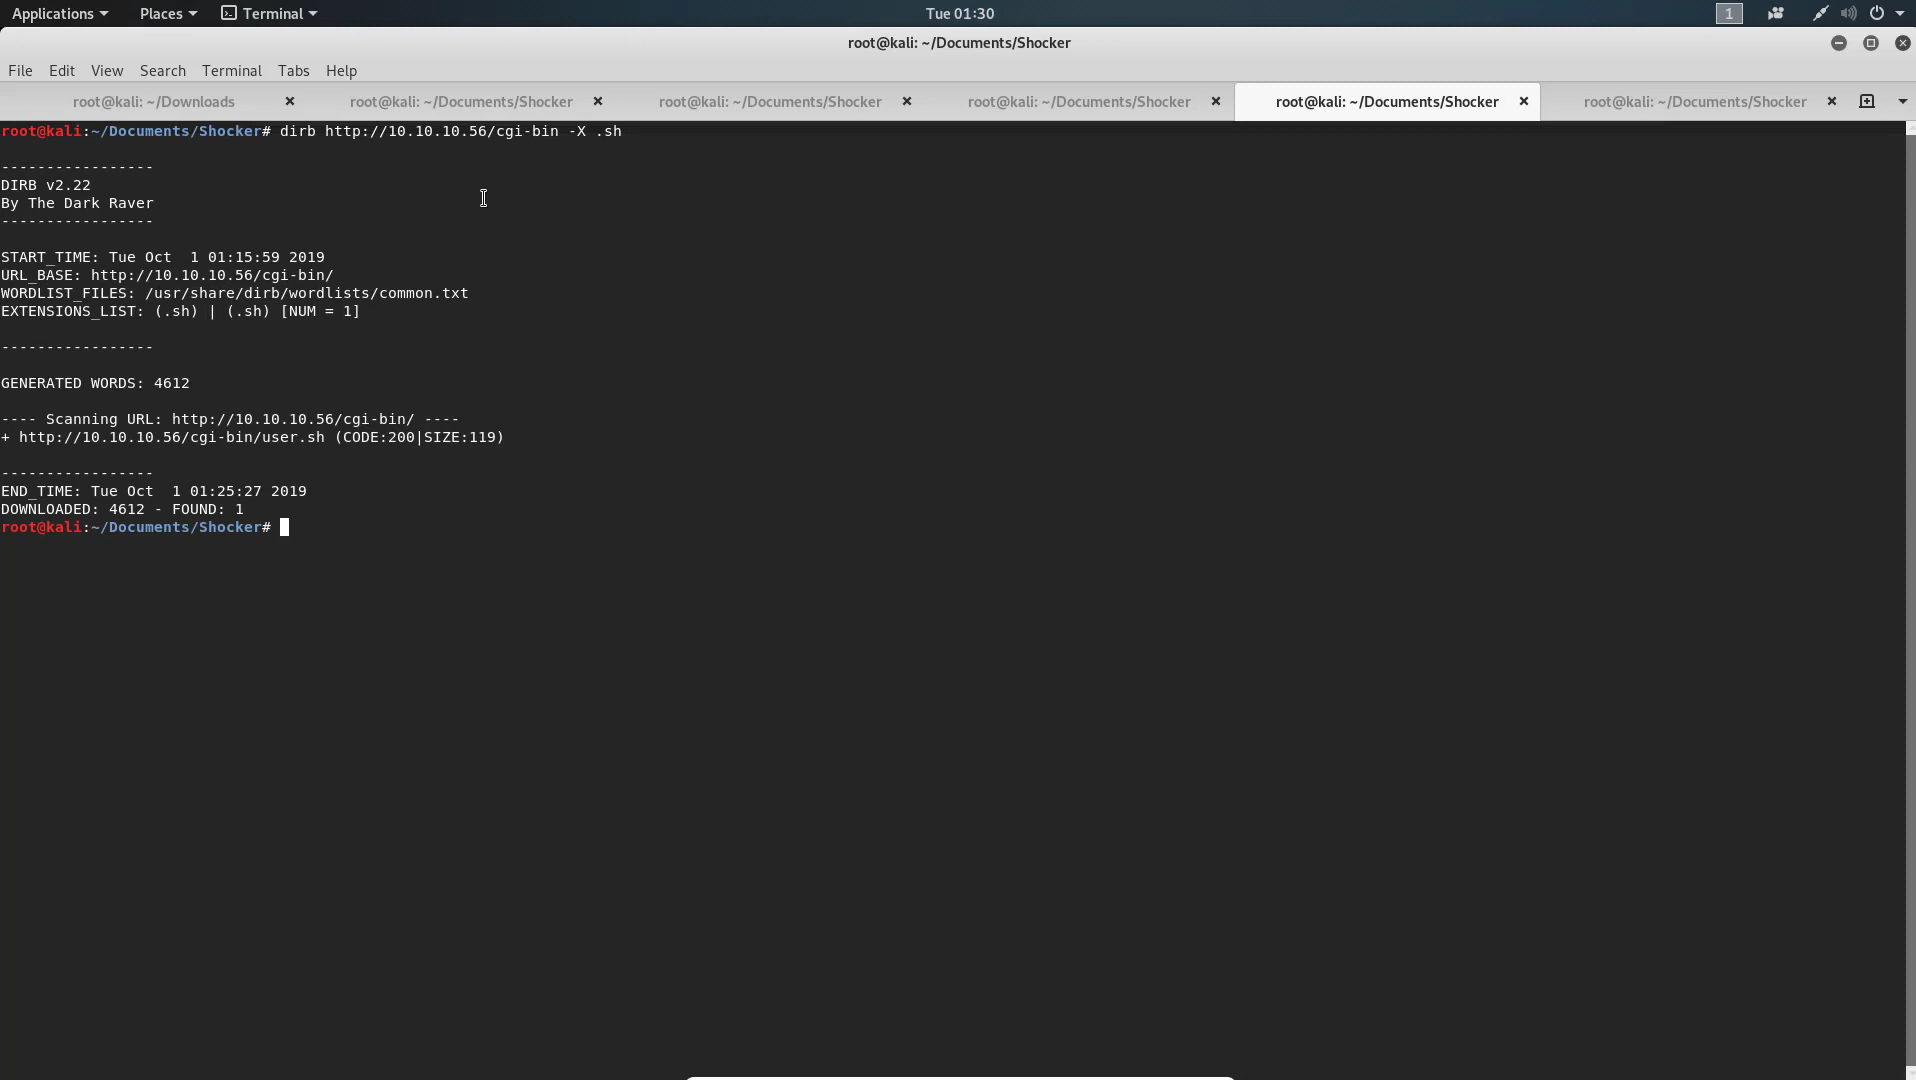 Applications Places Terminal Tue 01:30 1
root@kali: ~/Documents/Shocker
File Edit View Search Terminal Tabs Help
root@kali: ~/Downloads root@kali: ~/Documents/Shocker root@kali: ~/Documents/Shocker root@kali: ~/Documents/Shocker root@kali: ~/Documents/Shocker root@kali: ~/Documents/Shocker
root@kali:~/Documents/Shocker# dirb http://10.10.10.56/cgi-bin -X .sh
-----------------
DIRB v2.22
By The Dark Raver
-----------------
START_TIME: Tue Oct  1 01:15:59 2019
URL_BASE: http://10.10.10.56/cgi-bin/
WORDLIST_FILES: /usr/share/dirb/wordlists/common.txt
EXTENSIONS_LIST: (.sh) | (.sh) [NUM = 1]
-----------------
GENERATED WORDS: 4612
---- Scanning URL: http://10.10.10.56/cgi-bin/ ----
+ http://10.10.10.56/cgi-bin/user.sh (CODE:200|SIZE:119)
-----------------
END_TIME: Tue Oct  1 01:25:27 2019
DOWNLOADED: 4612 - FOUND: 1
root@kali:~/Documents/Shocker#